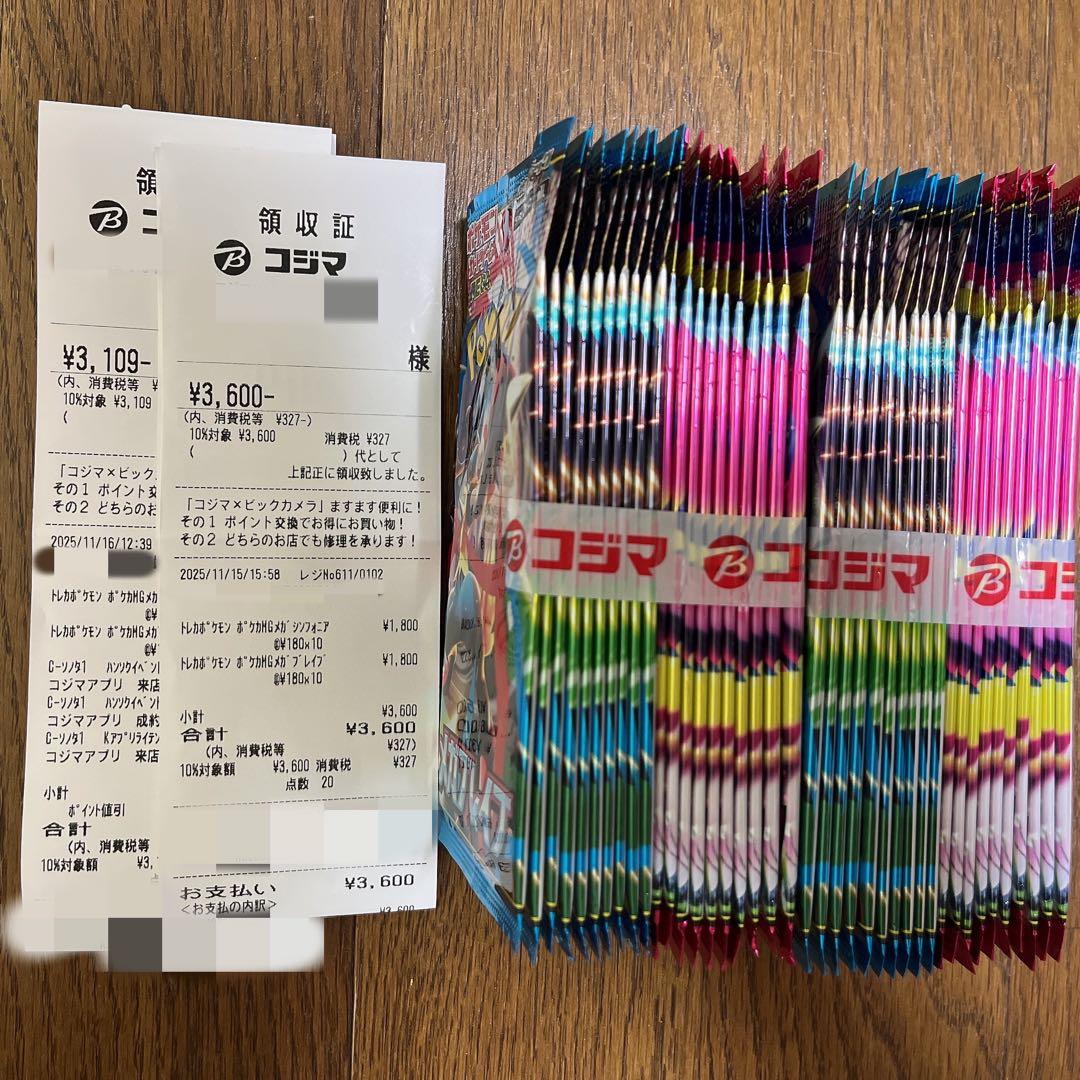 領
コ
¥3,109-
(内、消費税等 ¥
10%対象 ¥3,109
(
「コジマ×ビックカ
その1 ポイント交
その2 どちらのお
2025/11/16/12:39
トレカポケモン ポケカMGメガ
@¥
トレカポケモン ポケカMGメガ
@¥
C-ソノタ1 ハンソクイベント
コジマアプリ 来店
C-ソノタ1 ハンソクイベント
コジマアプリ 成約
C-ソノタ1 Kアプリライテン
コジマアプリ 来店
小計
ポイント値引
合計
(内、消費税等
10%対象額 ¥3,
領収証
B コジマ
様
¥3,600-
(内、消費税等 ¥327-)
10%対象 ¥3,600 消費税 ¥327
( )代として
上記正に領収致しました。
「コジマ×ビックカメラ」ますます便利に!
その1 ポイント交換でお得にお買い物!
その2 どちらのお店でも修理を承ります!
2025/11/15/15:58 レジNo611/0102
トレカポケモン ポケカMGメガシンフォニア ¥1,800
@¥180×10
トレカポケモン ポケカMGメガブレイブ ¥1,800
@¥180×10
小計 ¥3,600
合計 ¥3,600
(内、消費税等 ¥327)
10%対象額 ¥3,600 消費税 ¥327
点数 20
お支払い ¥3,600
<お支払の内訳> ¥3,600
B コジマ
B コ
コジマ
B コジ